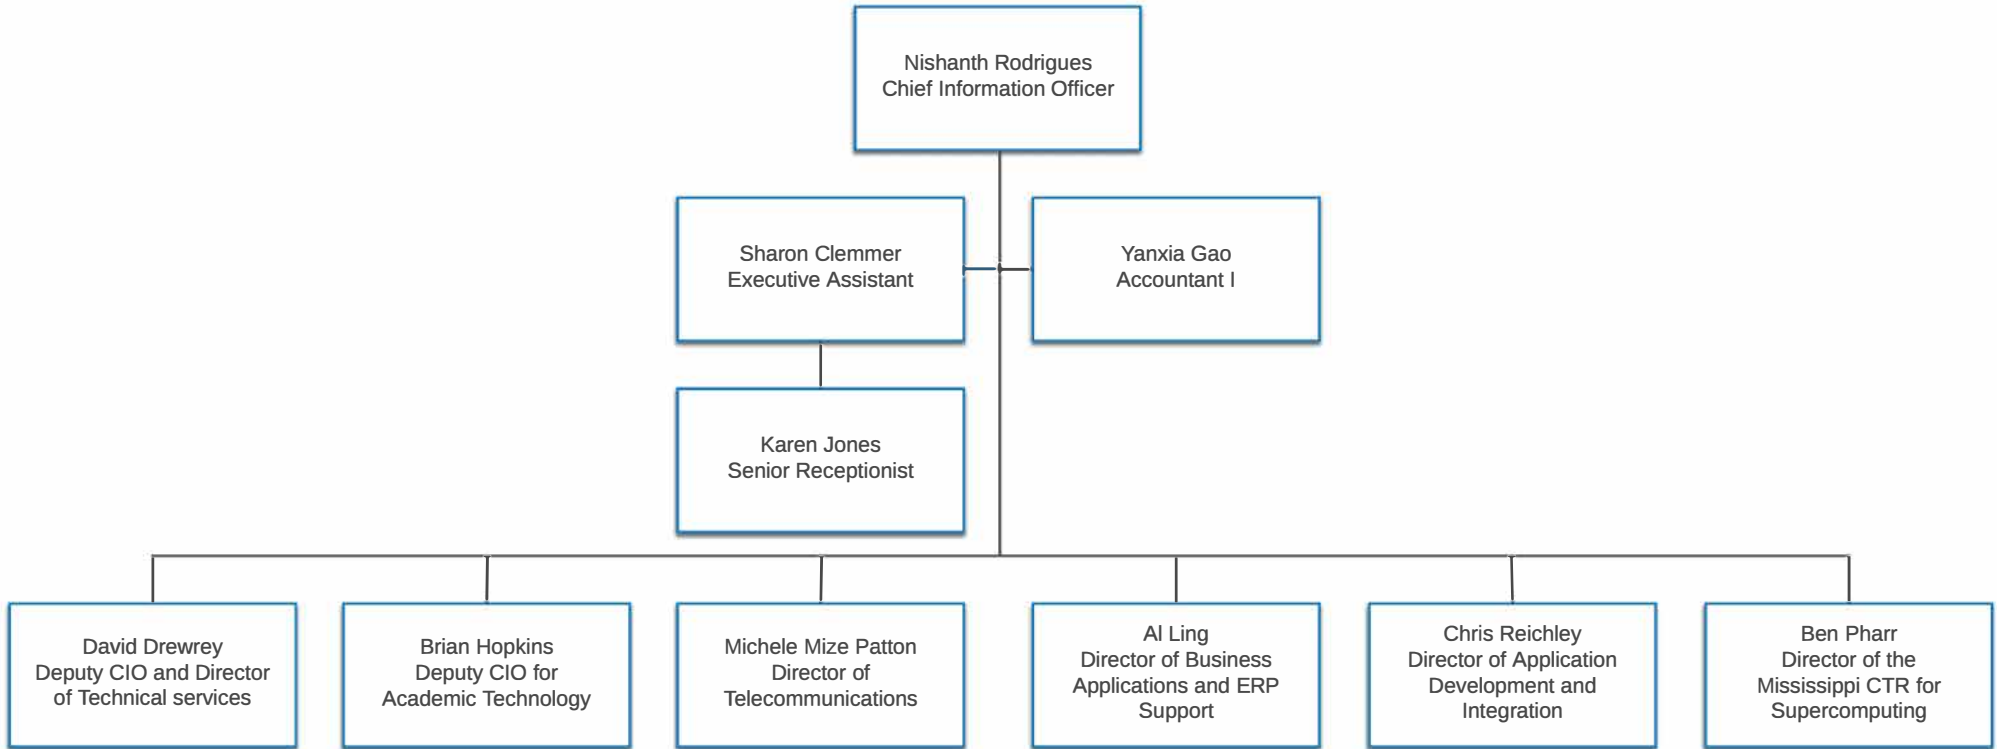 Nishanth Rodrigues
Chief Information Officer
Sharon Clemmer
Executive Assistant
Yanxia Gao
Accountant I
Karen Jones
Senior Receptionist
David Drewrey
Deputy CIO and Director
of Technical services
Brian Hopkins
Deputy CIO for
Academic Technology
Michele Mize Patton
Director of
Telecommunications
Al Ling
Director of Business
Applications and ERP
Support
Chris Reichley
Director of Application
Development and
Integration
Ben Pharr
Director of the
Mississippi CTR for
Supercomputing